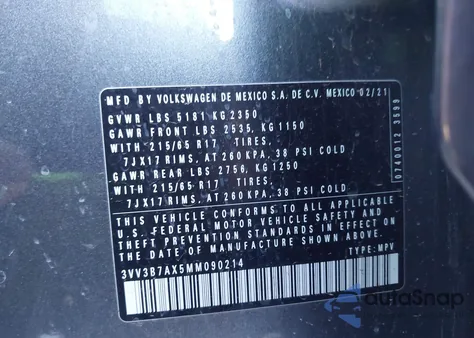 MFD BY VOLKSWAGEN DE MEXICO S.A. DE C.V. MEXICO 02/21
GVWR LBS 5181 KG 2350
GAWR FRONT LBS 2535, KG 1150
WITH 215/65 R17 TIRES,
7JX17 RIMS, AT 260 KPA, 38 PSI COLD
GAWR REAR LBS 2756, KG 1250
WITH 215/65 R17 TIRES,
7JX17 RIMS, AT 260 KPA, 38 PSI COLD
THIS VEHICLE CONFORMS TO ALL APPLICABLE
U.S. FEDERAL MOTOR VEHICLE SAFETY AND
THEFT PREVENTION STANDARDS IN EFFECT ON
THE DATE OF MANUFACTURE SHOWN ABOVE.
3VV3B7AX5MM090214 TYPE: MPV
0740012 3599
autoSnap